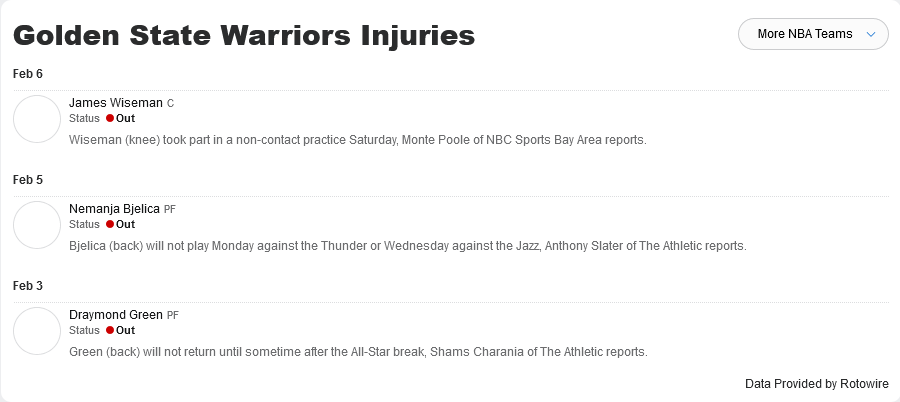 Golden State Warriors Injuries
More NBA Teams
Feb 6
James Wiseman C
Status Out
Wiseman (knee) took part in a non-contact practice Saturday, Monte Poole of NBC Sports Bay Area reports.
Feb 5
Nemanja Bjelica PF
Status Out
Bjelica (back) will not play Monday against the Thunder or Wednesday against the Jazz, Anthony Slater of The Athletic reports.
Feb 3
Draymond Green PF
Status Out
Green (back) will not return until sometime after the All-Star break, Shams Charania of The Athletic reports.
Data Provided by Rotowire